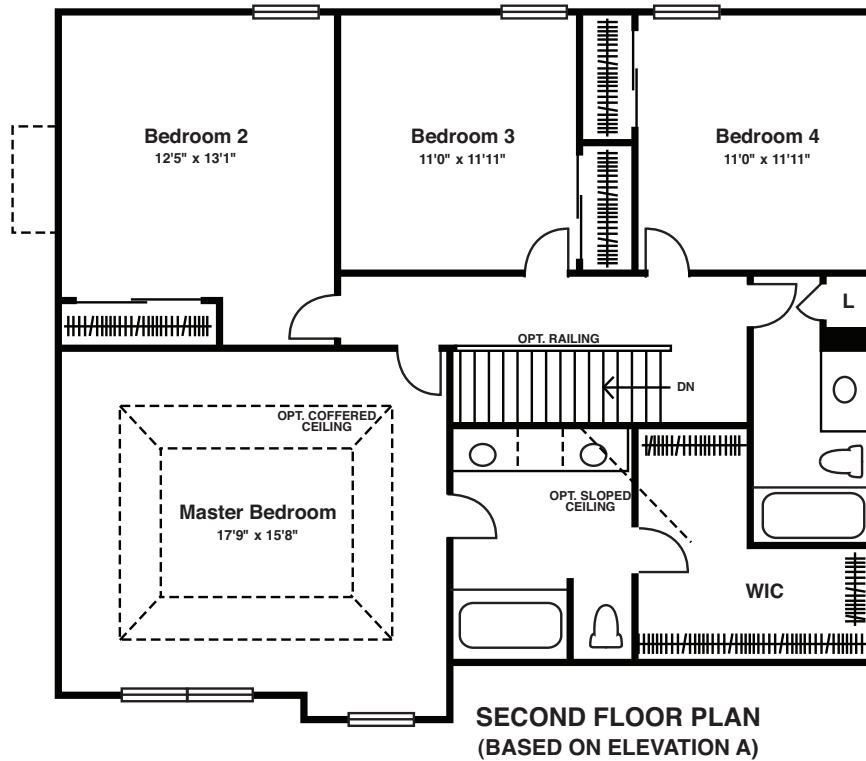 Bedroom 2
12'5" x 13'1"
Bedroom 3
11'0" x 11'11"
Bedroom 4
11'0" x 11'11"
L
OPT. RAILING
DN
OPT. COFFERED
CEILING
OPT. SLOPED
CEILING
Master Bedroom
17'9" x 15'8"
WIC
SECOND FLOOR PLAN
(BASED ON ELEVATION A)